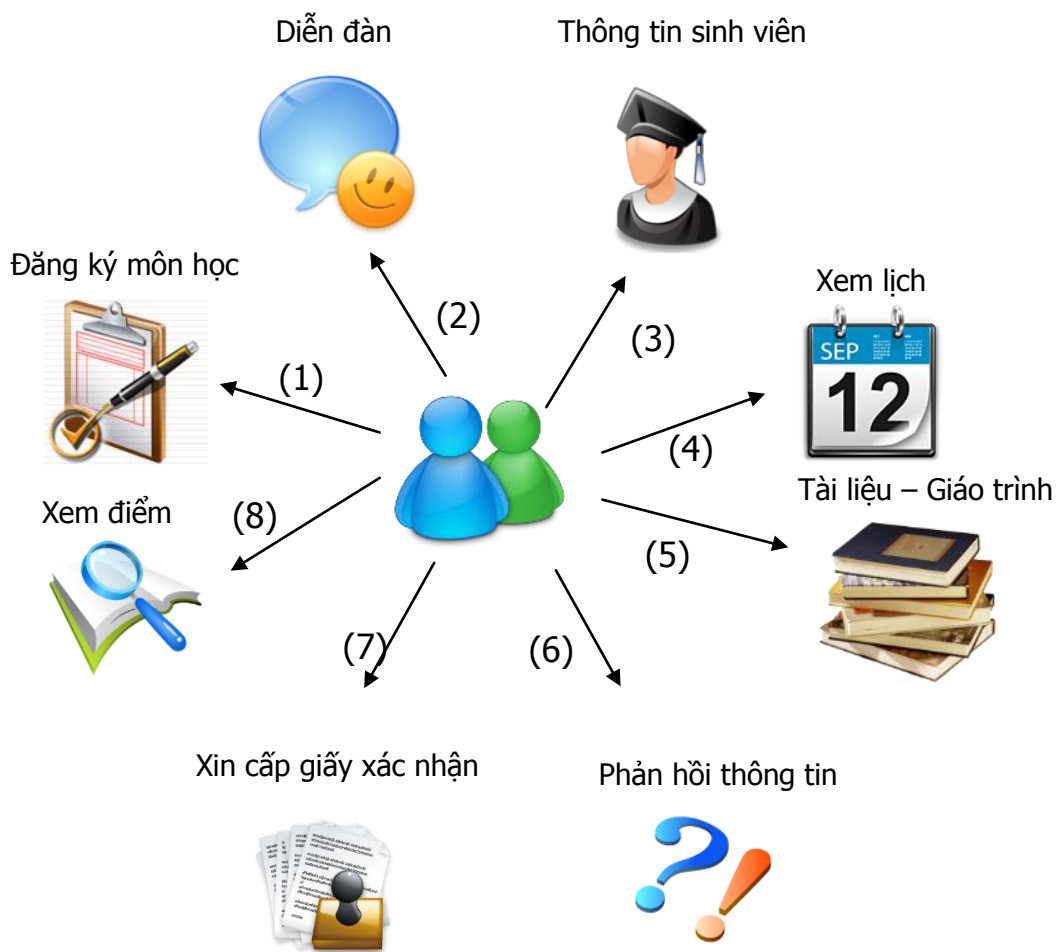 Diễn đàn
Thông tin sinh viên
Đăng ký môn học
Xem lịch
(2)
(3)
SEP
12
(1)
(4)
Tài liệu – Giáo trình
Xem điểm
(8)
(5)
(7)
(6)
Xin cấp giấy xác nhận
Phản hồi thông tin